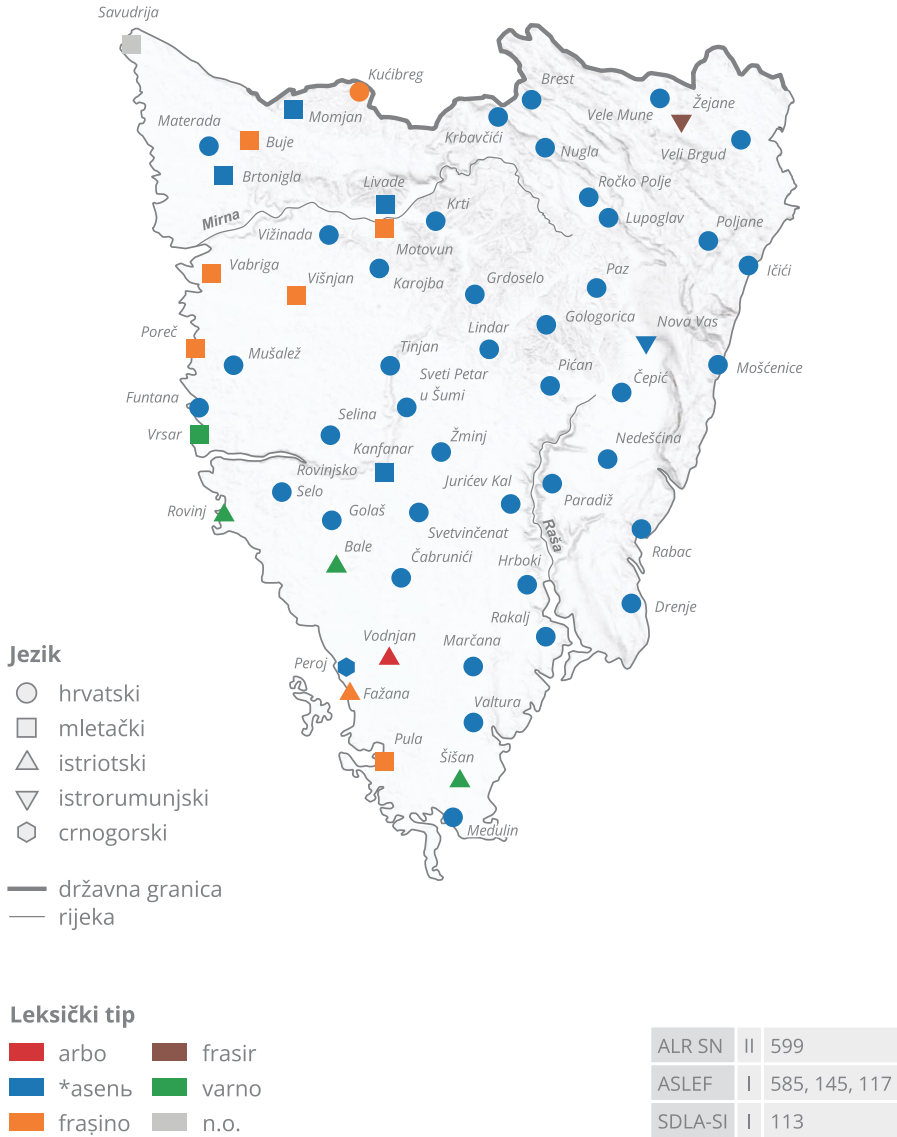 Savudrija
Kućibreg
Brest
Momjan
Vele Mune
Žejane
Materada
Buje
Krbavčići
Nugla
Veli Brgud
Brtonigla
Livade
Ročko Polje
Mirna
Krti
Lupoglav
Poljane
Vižinada
Motovun
Vabriga
Višnjan
Karojba
Grdoselo
Paz
Ičići
Gologorica
Nova Vas
Poreč
Lindar
Mušalež
Tinjan
Pićan
Mošćenice
Sveti Petar
u Šumi
Čepić
Funtana
Selina
Vrsar
Kanfanar
Žminj
Nedešćina
Rovinjsko
Selo
Jurićev Kal
Paradiž
Rovinj
Golaš
Svetvinčenat
Raša
Bale
Čabrunići
Hrboki
Rabac
Drenje
Rakalj
Vodnjan
Marčana
Peroj
Fažana
Valtura
Pula
Šišan
Medulin
Jezik
hrvatski
mletački
istriotski
istrorumunjski
crnogorski
državna granica
rijeka
Leksički tip
arbo
frasir
*asenь
varno
frașino
n.o.
ALR SN II 599
ASLEF I 585, 145, 117
SDLA-SI I 113